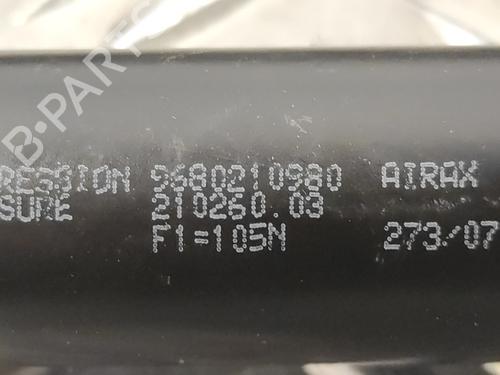 B-PARTS
RESSION 9680210980 AIRAX
SURE 210260.03
F1=105N 273/07